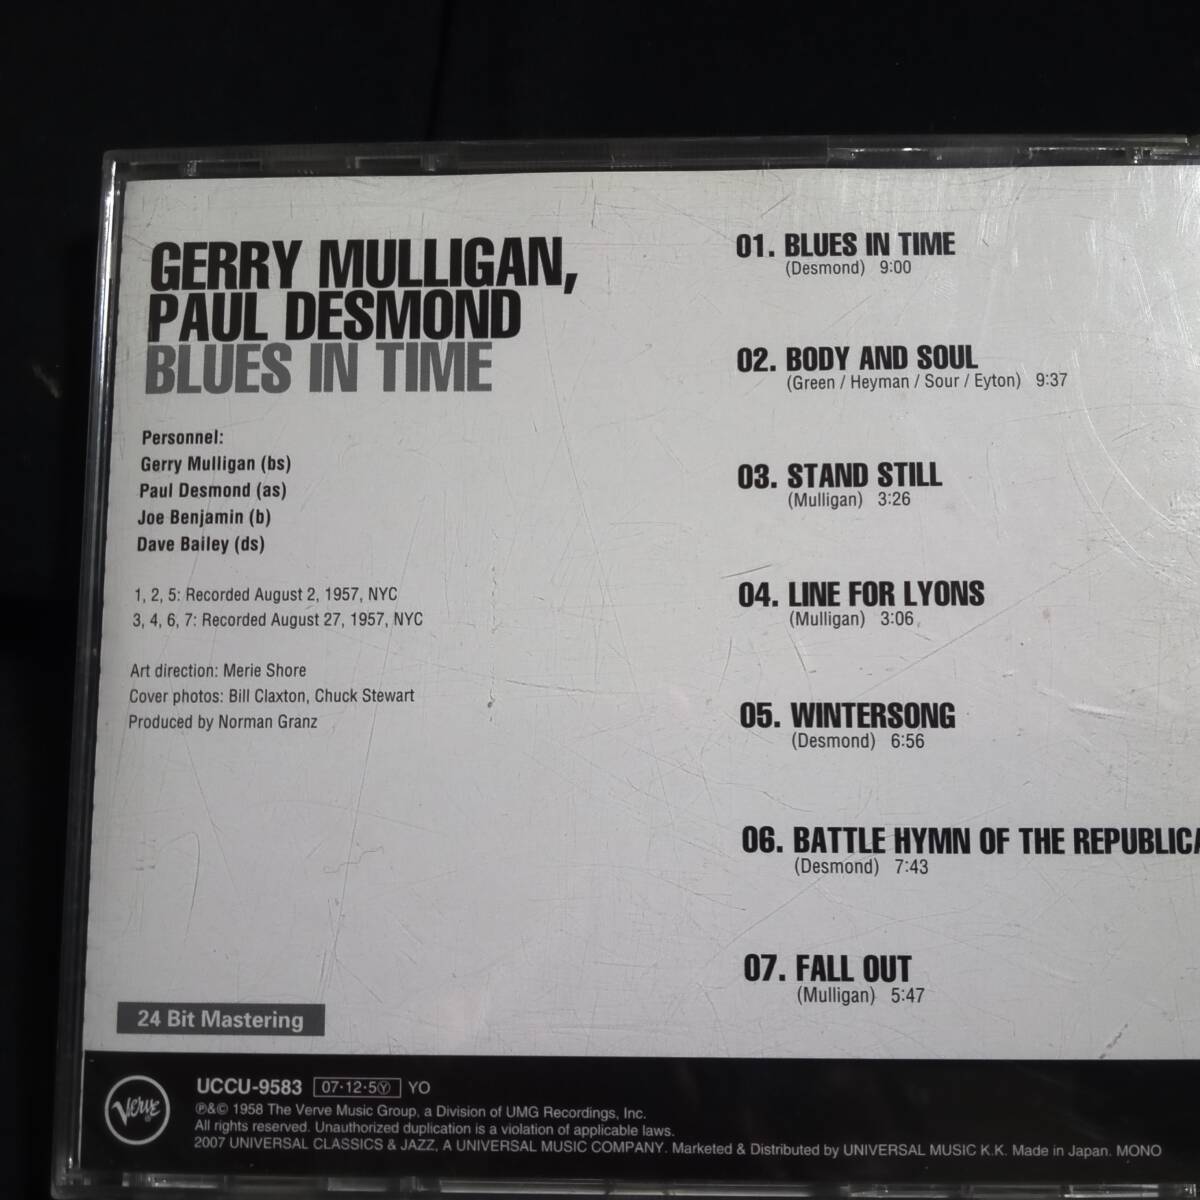 GERRY MULLIGAN,
PAUL DESMOND
BLUES IN TIME
Personnel:
Gerry Mulligan (bs)
Paul Desmond (as)
Joe Benjamin (b)
Dave Bailey (ds)
1, 2, 5: Recorded August 2, 1957, NYC
3, 4, 6, 7: Recorded August 27, 1957, NYC
Art direction: Merie Shore
Cover photos: Bill Claxton, Chuck Stewart
Produced by Norman Granz
24 Bit Mastering
01. BLUES IN TIME
(Desmond) 9:00
02. BODY AND SOUL
(Green / Heyman / Sour / Eyton) 9:37
03. STAND STILL
(Mulligan) 3:26
04. LINE FOR LYONS
(Mulligan) 3:06
05. WINTERSONG
(Desmond) 6:56
06. BATTLE HYMN OF THE REPUBLICA
(Desmond) 7:43
07. FALL OUT
(Mulligan) 5:47
Verve
UCCU-9583 07·12·5Ⓨ YO
℗&© 1958 The Verve Music Group, a Division of UMG Recordings, Inc.
All rights reserved. Unauthorized duplication is a violation of applicable laws.
2007 UNIVERSAL CLASSICS & JAZZ, A UNIVERSAL MUSIC COMPANY. Marketed & Distributed by UNIVERSAL MUSIC K.K. Made in Japan. MONO